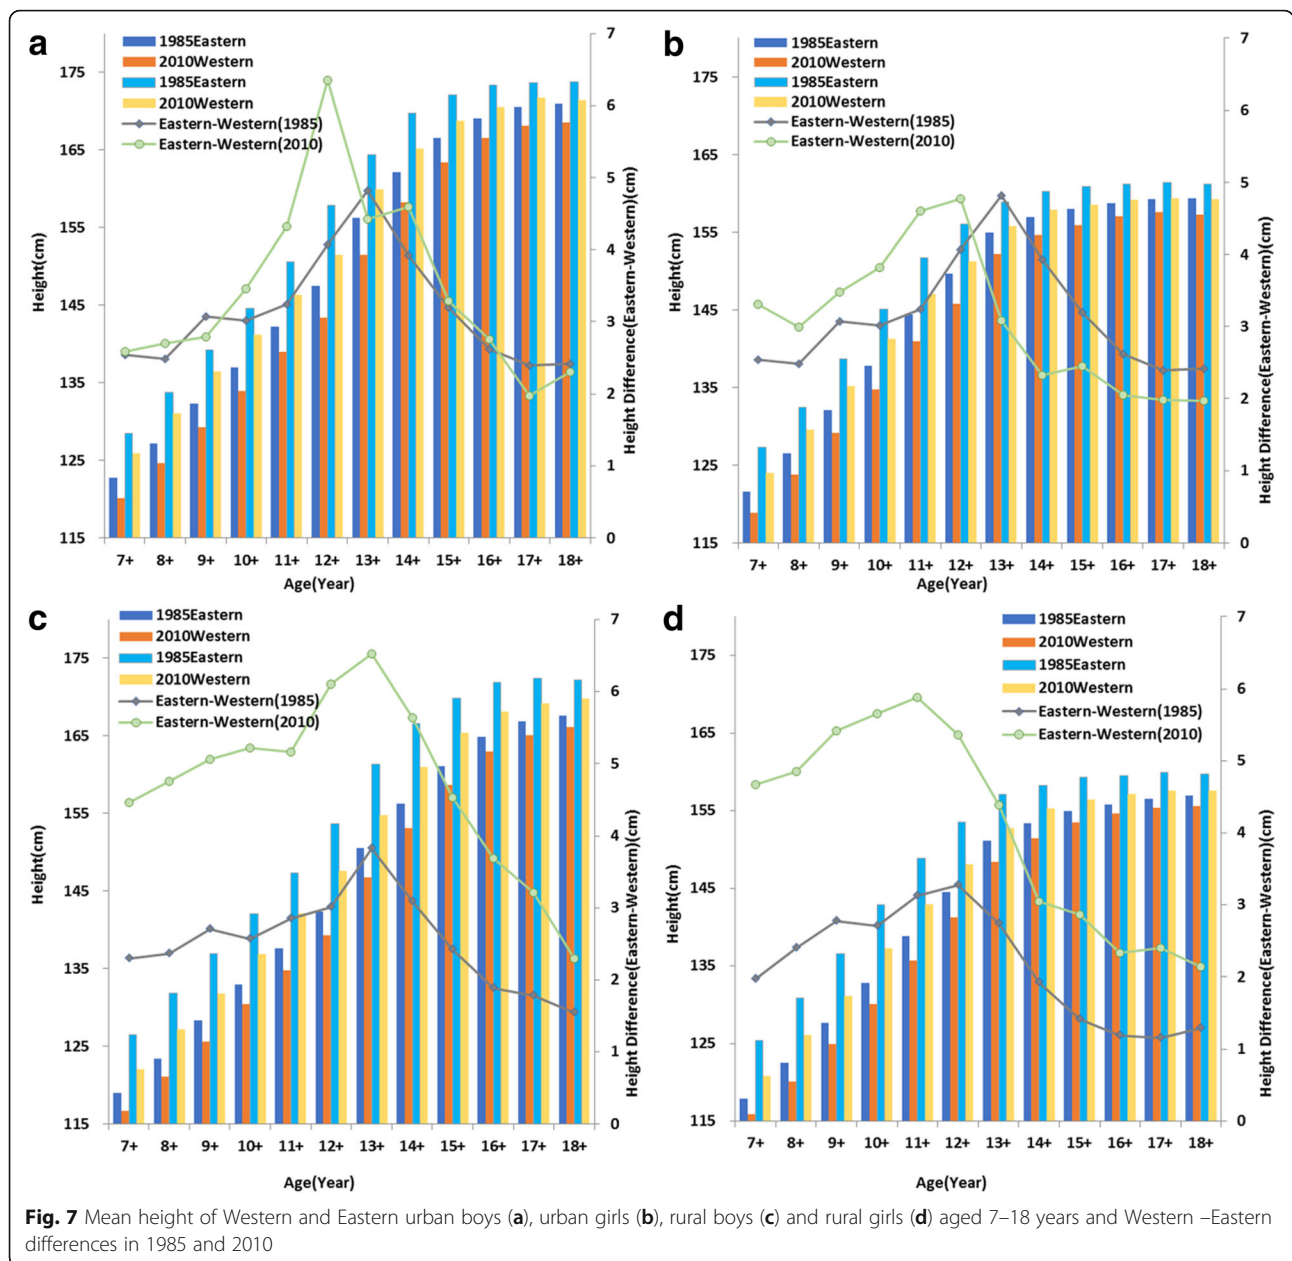 a
1985Eastern
2010Western
1985Eastern
2010Western
Eastern-Western(1985)
Eastern-Western(2010)
175
165
155
145
135
125
115
Height(cm)
7
6
5
4
3
2
1
0
Height Difference(Eastern-Western)(cm)
7+ 8+ 9+ 10+ 11+ 12+ 13+ 14+ 15+ 16+ 17+ 18+
Age(Year)
b
1985Eastern
2010Western
1985Eastern
2010Western
Eastern-Western(1985)
Eastern-Western(2010)
175
165
155
145
135
125
115
Height(cm)
7
6
5
4
3
2
1
0
Height Difference(Eastern-Western)(cm)
7+ 8+ 9+ 10+ 11+ 12+ 13+ 14+ 15+ 16+ 17+ 18+
Age(Year)
c
1985Eastern
2010Western
1985Eastern
2010Western
Eastern-Western(1985)
Eastern-Western(2010)
175
165
155
145
135
125
115
Height(cm)
7
6
5
4
3
2
1
0
Height Difference(Eastern-Western)(cm)
7+ 8+ 9+ 10+ 11+ 12+ 13+ 14+ 15+ 16+ 17+ 18+
Age(Year)
d
1985Eastern
2010Western
1985Eastern
2010Western
Eastern-Western(1985)
Eastern-Western(2010)
175
165
155
145
135
125
115
Height(cm)
7
6
5
4
3
2
1
0
Height Difference(Eastern-Western)(cm)
7+ 8+ 9+ 10+ 11+ 12+ 13+ 14+ 15+ 16+ 17+ 18+
Age(Year)
Fig. 7 Mean height of Western and Eastern urban boys (a), urban girls (b), rural boys (c) and rural girls (d) aged 7–18 years and Western –Eastern
differences in 1985 and 2010